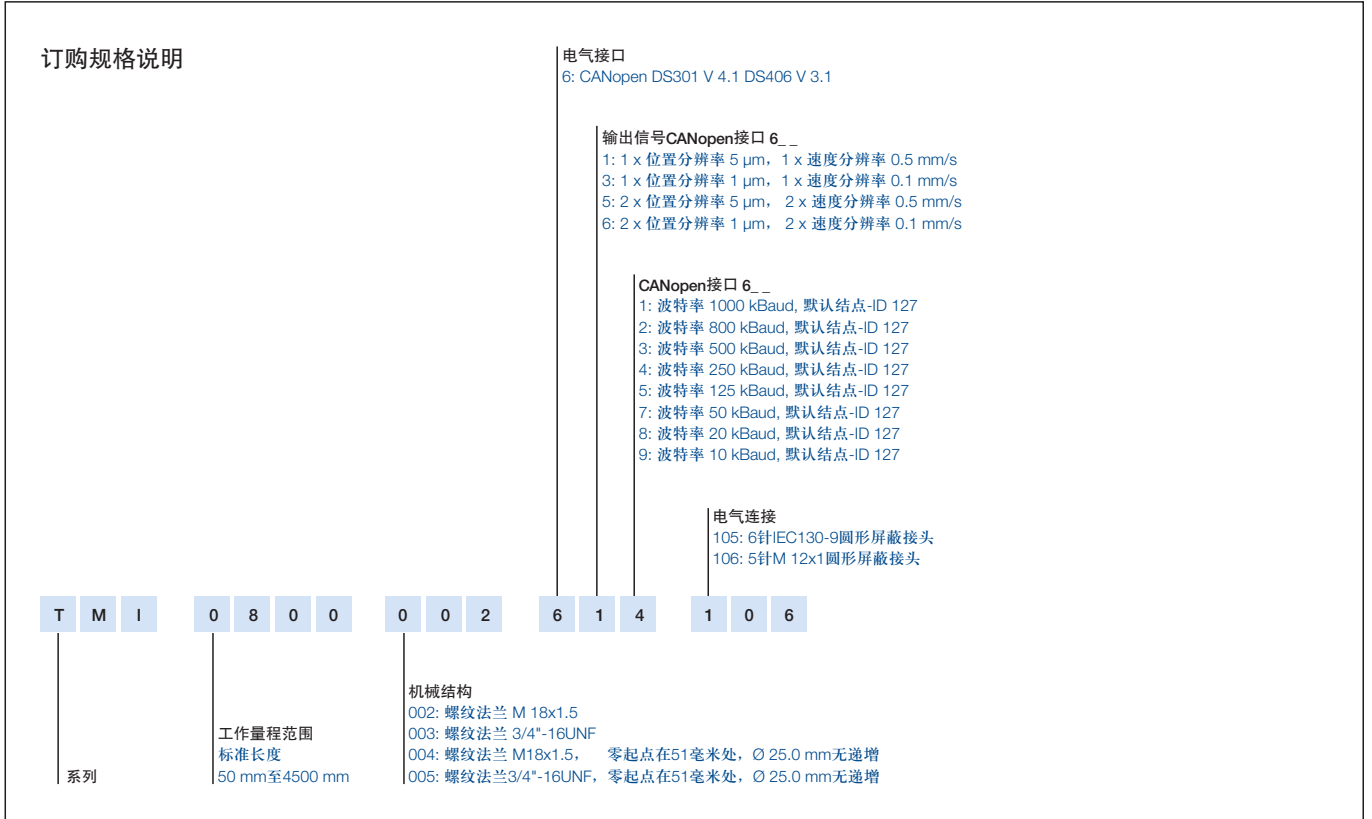 订购规格说明
电气接口
6: CANopen DS301 V 4.1 DS406 V 3.1
输出信号CANopen接口 6_ _
1: 1 x 位置分辨率 5 µm，1 x 速度分辨率 0.5 mm/s
3: 1 x 位置分辨率 1 µm，1 x 速度分辨率 0.1 mm/s
5: 2 x 位置分辨率 5 µm， 2 x 速度分辨率 0.5 mm/s
6: 2 x 位置分辨率 1 µm， 2 x 速度分辨率 0.1 mm/s
CANopen接口 6_ _
1: 波特率 1000 kBaud, 默认结点-ID 127
2: 波特率 800 kBaud, 默认结点-ID 127
3: 波特率 500 kBaud, 默认结点-ID 127
4: 波特率 250 kBaud, 默认结点-ID 127
5: 波特率 125 kBaud, 默认结点-ID 127
7: 波特率 50 kBaud, 默认结点-ID 127
8: 波特率 20 kBaud, 默认结点-ID 127
9: 波特率 10 kBaud, 默认结点-ID 127
电气连接
105: 6针IEC130-9圆形屏蔽接头
106: 5针M 12x1圆形屏蔽接头
T M I 0 8 0 0 0 0 2 6 1 4 1 0 6
系列
工作量程范围
标准长度
50 mm至4500 mm
机械结构
002: 螺纹法兰 M 18x1.5
003: 螺纹法兰 3/4"-16UNF
004: 螺纹法兰 M18x1.5， 零起点在51毫米处，Ø 25.0 mm无递增
005: 螺纹法兰3/4"-16UNF，零起点在51毫米处，Ø 25.0 mm无递增